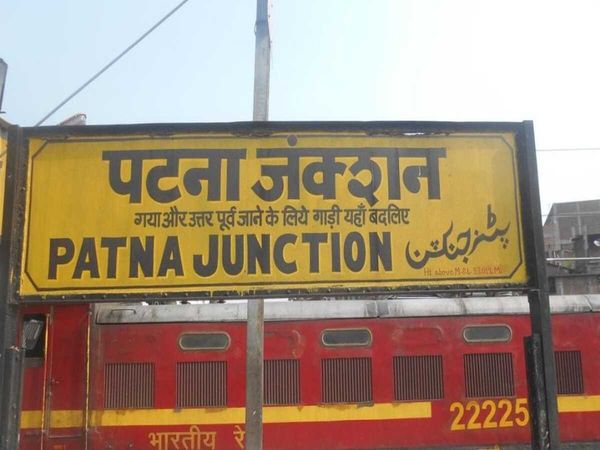 पटना जंक्शन
गया और उत्तर पूर्व जाने के लिये गाड़ी यहाँ बदलिए
PATNA JUNCTION پٹنہ جنکشن
भारतीय रे
22225